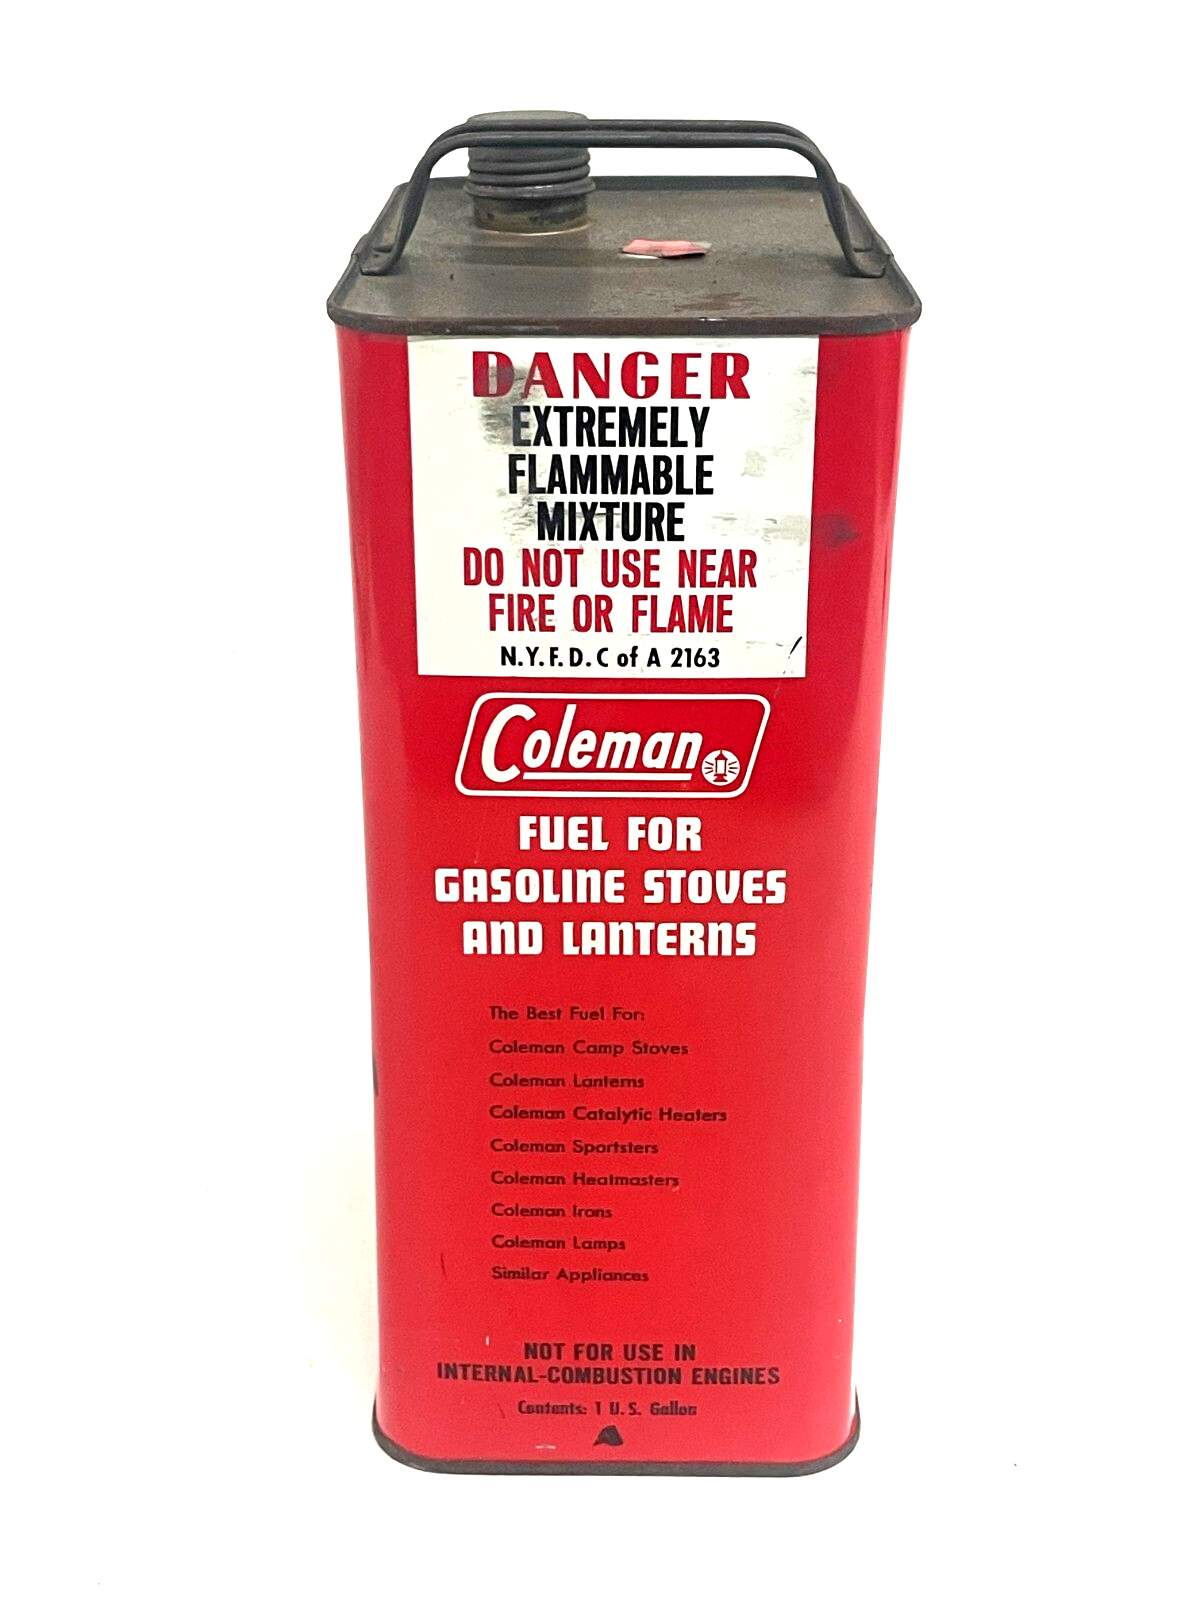 DANGER
EXTREMELY
FLAMMABLE
MIXTURE
DO NOT USE NEAR
FIRE OR FLAME
N.Y.F.D. C of A 2163
Coleman
FUEL FOR
GASOLINE STOVES
AND LANTERNS
The Best Fuel For:
Coleman Camp Stoves
Coleman Lanterns
Coleman Catalytic Heaters
Coleman Sportsters
Coleman Heatmasters
Coleman Irons
Coleman Lamps
Similar Appliances
NOT FOR USE IN
INTERNAL-COMBUSTION ENGINES
Contents: 1 U.S. Gallon